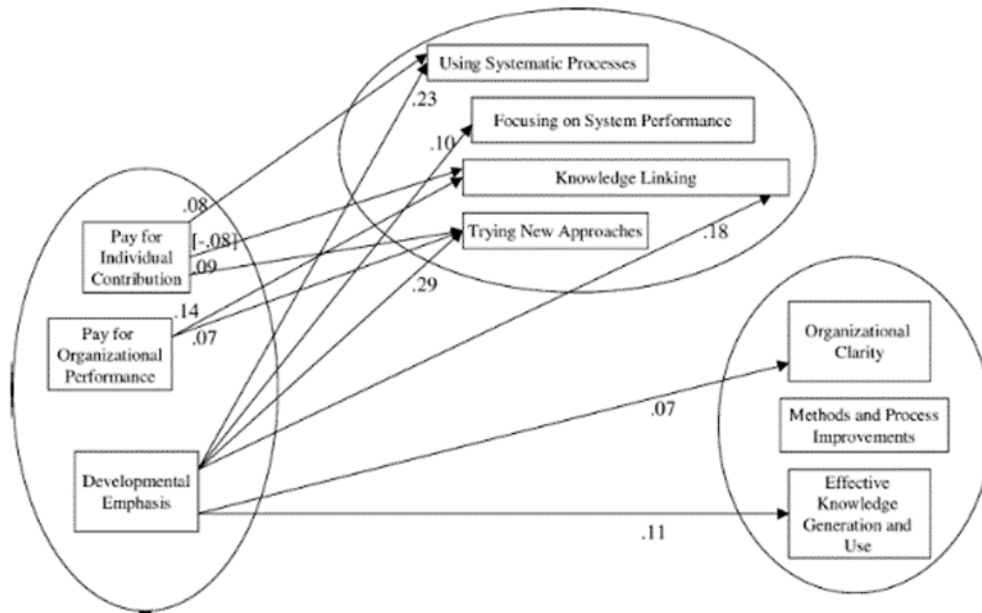 Using Systematic Processes
.23
Focusing on System Performance
.10
Knowledge Linking
.08
Pay for
Individual
Contribution
[-.08]
.09
Trying New Approaches
.18
.29
.14
Pay for
Organizational
Performance
.07
Organizational
Clarity
.07
Methods and Process
Improvements
Developmental
Emphasis
Effective
Knowledge
Generation and
Use
.11